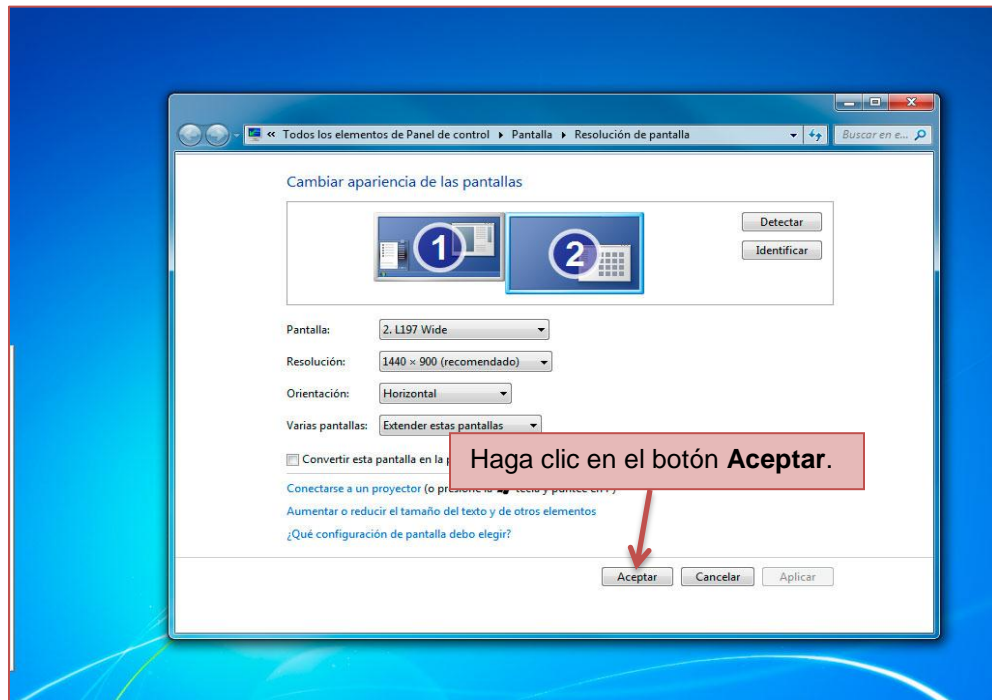 « Todos los elementos de Panel de control ▸ Pantalla ▸ Resolución de pantalla
Buscar en e...
Cambiar apariencia de las pantallas
1
2
Detectar
Identificar
Pantalla: 2. L197 Wide
Resolución: 1440 × 900 (recomendado)
Orientación: Horizontal
Varias pantallas: Extender estas pantallas
Convertir esta pantalla en la
Haga clic en el botón Aceptar.
Conectarse a un proyector (o presione la tecla y puntee en P)
Aumentar o reducir el tamaño del texto y de otros elementos
¿Qué configuración de pantalla debo elegir?
Aceptar Cancelar Aplicar